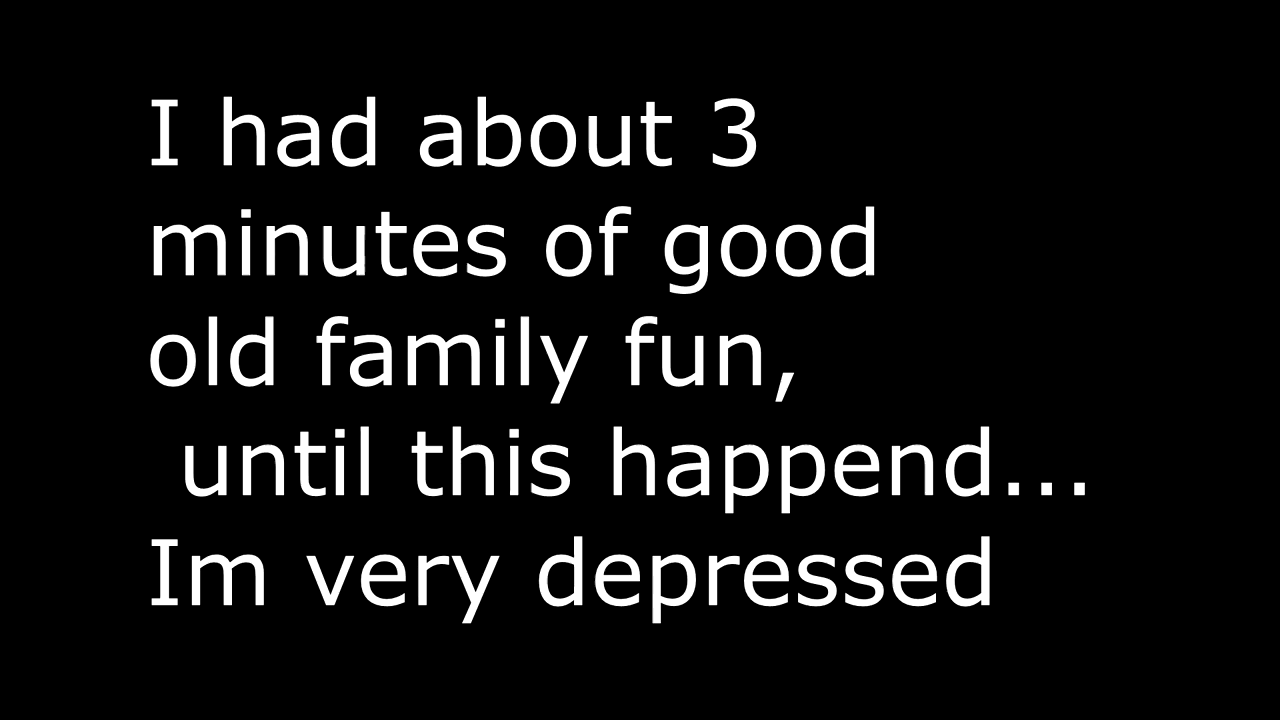 I had about 3
minutes of good
old family fun,
until this happend...
Im very depressed